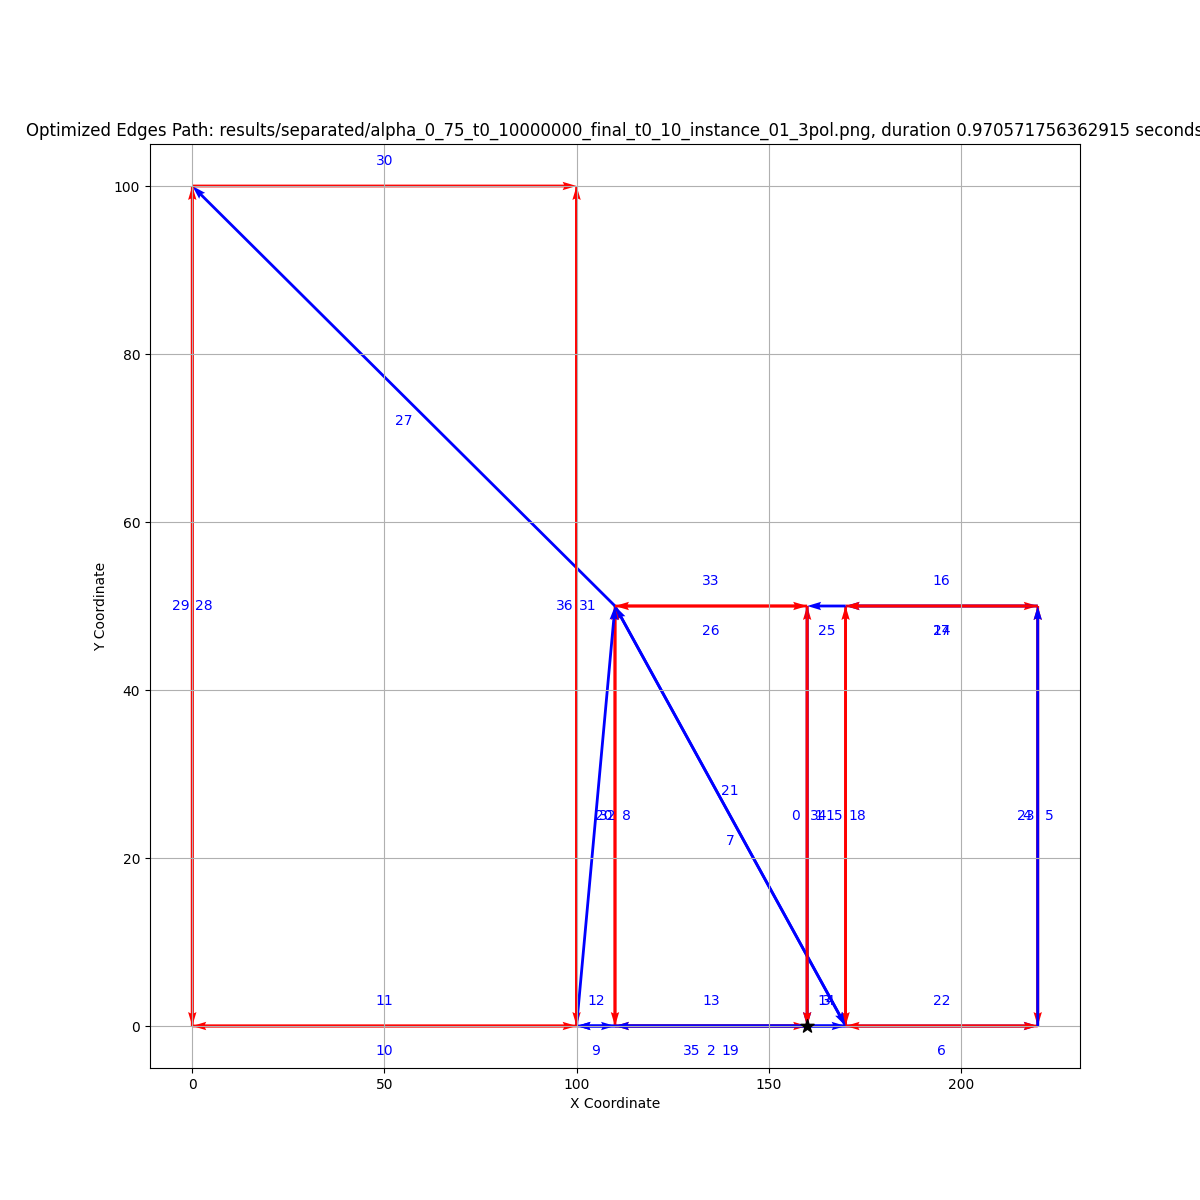 Optimized Edges Path: results/separated/alpha_0_75_t0_10000000_final_t0_10_instance_01_3pol.png, duration 0.970571756362915 seconds
30
100
80
27
60
33 16
29 28 36 31
26 25
Y Coordinate
40
21
8 0 15 18 5
7
20
11 12 13 22
0
10 9 35 2 19 6
0 50 100 150 200
X Coordinate